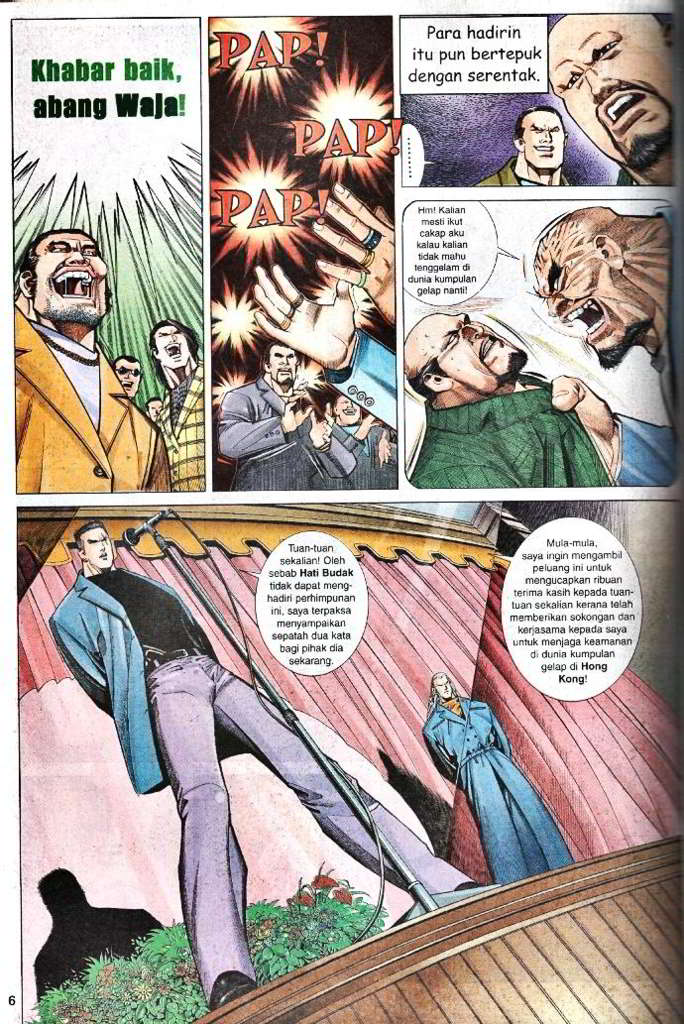 Khabar baik,
abang Waja!
PAP!
PAP!
PAP!
Para hadirin
itu pun bertepuk
dengan serentak.
........
Hm! Kalian
mesti ikut
cakap aku
kalau kalian
tidak mahu
tenggelam di
dunia kumpulan
gelap nanti!
Tuan-tuan
sekalian! Oleh
sebab Hati Budak
tidak dapat meng-
hadiri perhimpunan
ini, saya terpaksa
menyampaikan
sepatah dua kata
bagi pihak dia
sekarang.
Mula-mula,
saya ingin mengambil
peluang ini untuk
mengucapkan ribuan
terima kasih kepada tuan-
tuan sekalian kerana telah
memberikan sokongan dan
kerjasama kepada saya
untuk menjaga keamanan
di dunia kumpulan
gelap di Hong
Kong!
6